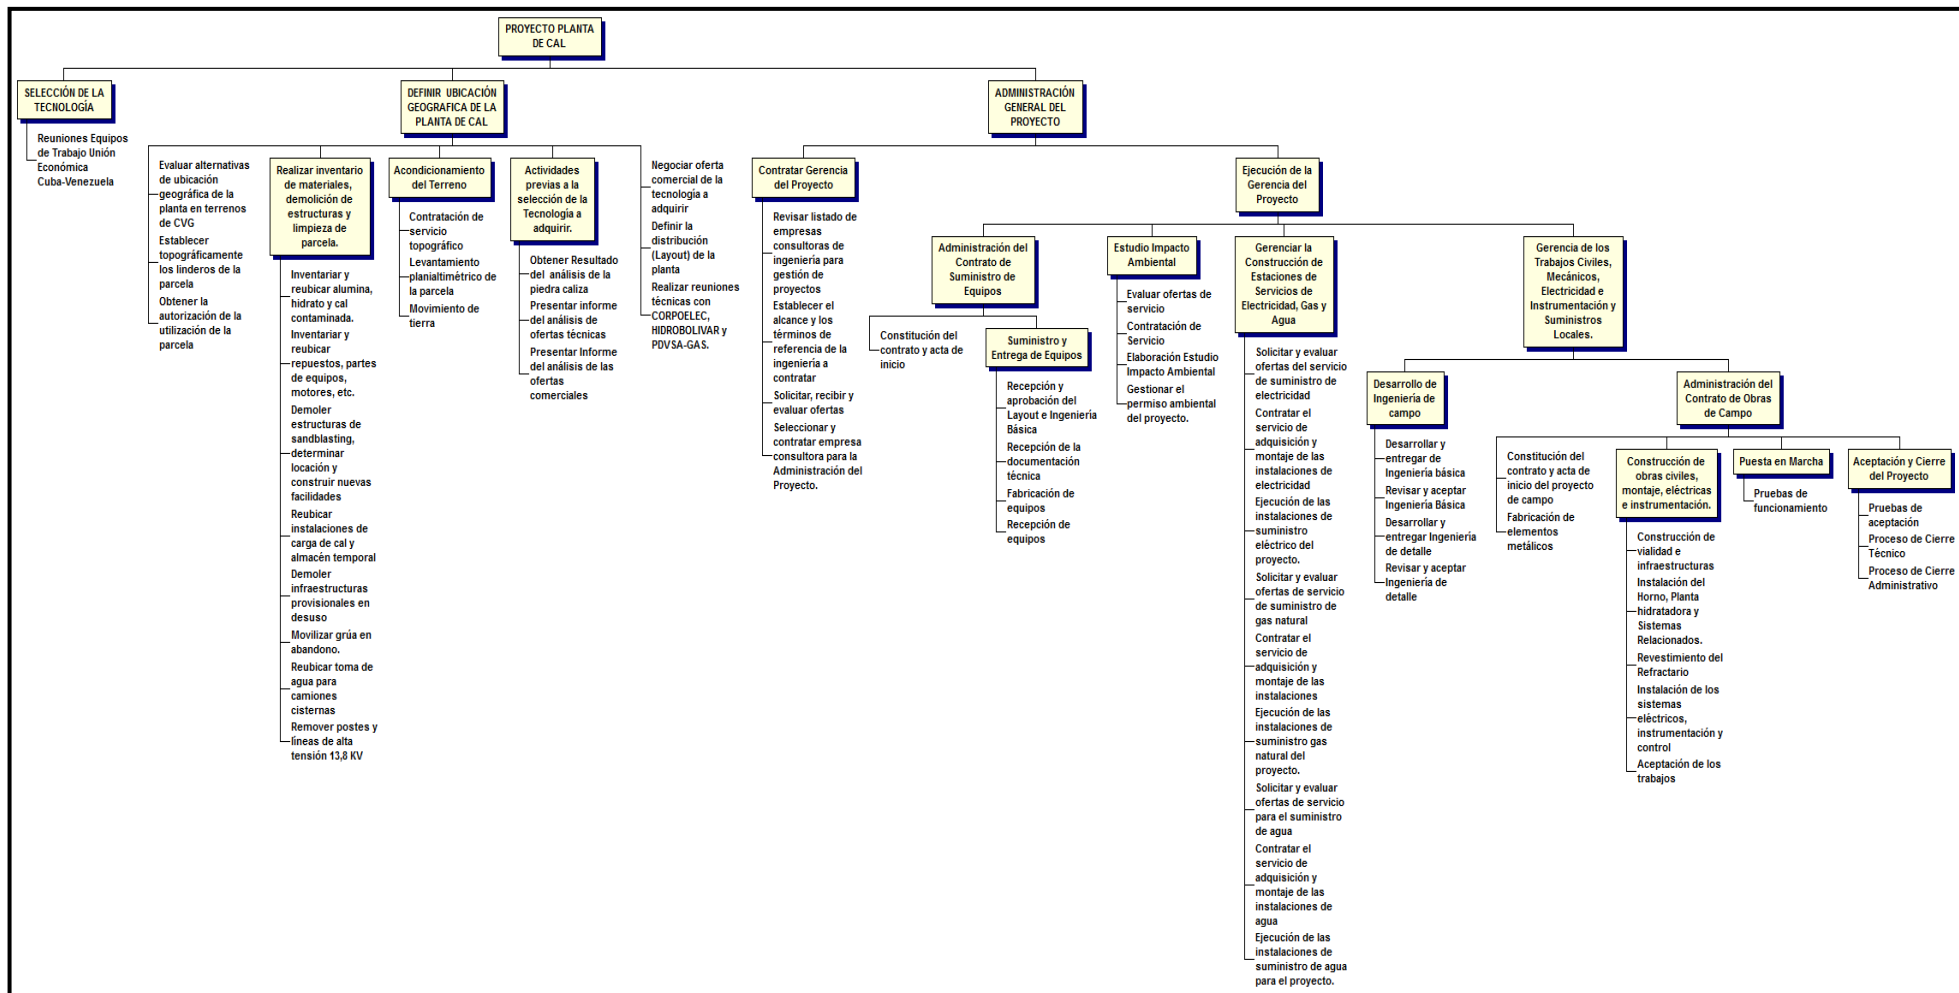 PROYECTO PLANTA
DE CAL
SELECCIÓN DE LA
TECNOLOGÍA
Reuniones Equipos
de Trabajo Unión
Económica
Cuba-Venezuela
DEFINIR UBICACIÓN
GEOGRAFICA DE LA
PLANTA DE CAL
Evaluar alternativas
de ubicación
geográfica de la
planta en terrenos
de CVG
Establecer
topográficamente
los linderos de la
parcela
Obtener la
autorización de la
utilización de la
parcela
Realizar inventario
de materiales,
demolición de
estructuras y
limpieza de
parcela.
Inventariar y
reubicar alumina,
hidrato y cal
contaminada.
Inventariar y
reubicar
repuestos, partes
de equipos,
motores, etc.
Demoler
estructuras de
sandblasting,
determinar
locación y
construir nuevas
facilidades
Reubicar
instalaciones de
carga de cal y
almacén temporal
Demoler
infraestructuras
provisionales en
desuso
Movilizar grúa en
abandono.
Reubicar toma de
agua para
camiones
cisternas
Remover postes y
líneas de alta
tensión 13,8 KV
Acondicionamiento
del Terreno
Contratación de
servicio
topográfico
Levantamiento
planialtimétrico de
la parcela
Movimiento de
tierra
Actividades
previas a la
selección de la
Tecnología a
adquirir.
Obtener Resultado
del análisis de la
piedra caliza
Presentar informe
del análisis de
ofertas técnicas
Presentar Informe
del análisis de las
ofertas
comerciales
Negociar oferta
comercial de la
tecnología a
adquirir
Definir la
distribución
(Layout) de la
planta
Realizar reuniones
técnicas con
CORPOELEC,
HIDROBOLIVAR y
PDVSA-GAS.
ADMINISTRACIÓN
GENERAL DEL
PROYECTO
Contratar Gerencia
del Proyecto
Revisar listado de
empresas
consultoras de
ingeniería para
gestión de
proyectos
Establecer el
alcance y los
términos de
referencia de la
ingeniería a
contratar
Solicitar, recibir y
evaluar ofertas
Seleccionar y
contratar empresa
consultora para la
Administración del
Proyecto.
Ejecución de la
Gerencia del
Proyecto
Administración del
Contrato de
Suministro de
Equipos
Constitución del
contrato y acta de
inicio
Suministro y
Entrega de Equipos
Recepción y
aprobación del
Layout e Ingeniería
Básica
Recepción de la
documentación
técnica
Fabricación de
equipos
Recepción de
equipos
Estudio Impacto
Ambiental
Evaluar ofertas de
servicio
Contratación de
Servicio
Elaboración Estudio
Impacto Ambiental
Gestionar el
permiso ambiental
del proyecto.
Gerenciar la
Construcción de
Estaciones de
Servicios de
Electricidad, Gas y
Agua
Solicitar y evaluar
ofertas del servicio
de suministro de
electricidad
Contratar el
servicio de
adquisición y
montaje de las
instalaciones de
electricidad
Ejecución de las
instalaciones de
suministro
eléctrico del
proyecto.
Solicitar y evaluar
ofertas de servicio
de suministro de
gas natural
Contratar el
servicio de
adquisición y
montaje de las
instalaciones
Ejecución de las
instalaciones de
suministro gas
natural del
proyecto.
Solicitar y evaluar
ofertas de servicio
para el suministro
de agua
Contratar el
servicio de
adquisición y
montaje de las
instalaciones de
agua
Ejecución de las
instalaciones de
suministro de agua
para el proyecto.
Gerencia de los
Trabajos Civiles,
Mecánicos,
Electricidad e
Instrumentación y
Suministros
Locales.
Desarrollo de
Ingeniería de
campo
Desarrollar y
entregar de
Ingeniería básica
Revisar y aceptar
Ingeniería Básica
Desarrollar y
entregar Ingeniería
de detalle
Revisar y aceptar
Ingeniería de
detalle
Administración del
Contrato de Obras
de Campo
Constitución del
contrato y acta de
inicio del proyecto
de campo
Fabricación de
elementos
metálicos
Construcción de
obras civiles,
montaje, eléctricas
e instrumentación.
Construcción de
vialidad e
infraestructuras
Instalación del
Horno, Planta
hidratadora y
Sistemas
Relacionados.
Revestimiento del
Refractario
Instalación de los
sistemas
eléctricos,
instrumentación y
control
Aceptación de los
trabajos
Puesta en Marcha
Pruebas de
funcionamiento
Aceptación y Cierre
del Proyecto
Pruebas de
aceptación
Proceso de Cierre
Técnico
Proceso de Cierre
Administrativo